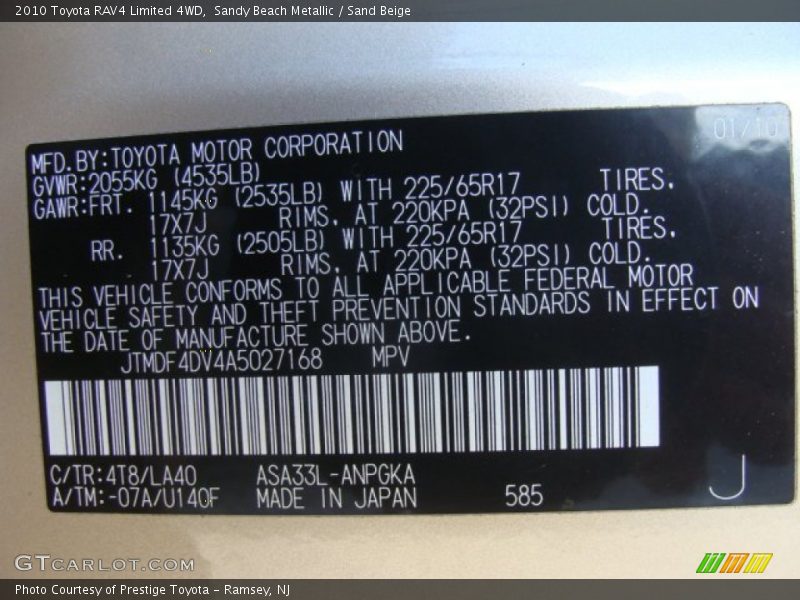 2010 Toyota RAV4 Limited 4WD,  Sandy Beach Metallic / Sand Beige
01/10
MFD.BY:TOYOTA MOTOR CORPORATION
GVWR:2055KG (4535LB)
GAWR:FRT. 1145KG (2535LB) WITH 225/65R17 TIRES,
17X7J RIMS, AT 220KPA (32PSI) COLD.
RR. 1135KG (2505LB) WITH 225/65R17 TIRES,
17X7J RIMS, AT 220KPA (32PSI) COLD.
THIS VEHICLE CONFORMS TO ALL APPLICABLE FEDERAL MOTOR
VEHICLE SAFETY AND THEFT PREVENTION STANDARDS IN EFFECT ON
THE DATE OF MANUFACTURE SHOWN ABOVE.
JTMDF4DV4A5027168 MPV
C/TR:4T8/LA40 ASA33L-ANPGKA
A/TM:-07A/U140F MADE IN JAPAN 585
J
GTCARLOT.COM
Photo Courtesy of Prestige Toyota - Ramsey, NJ